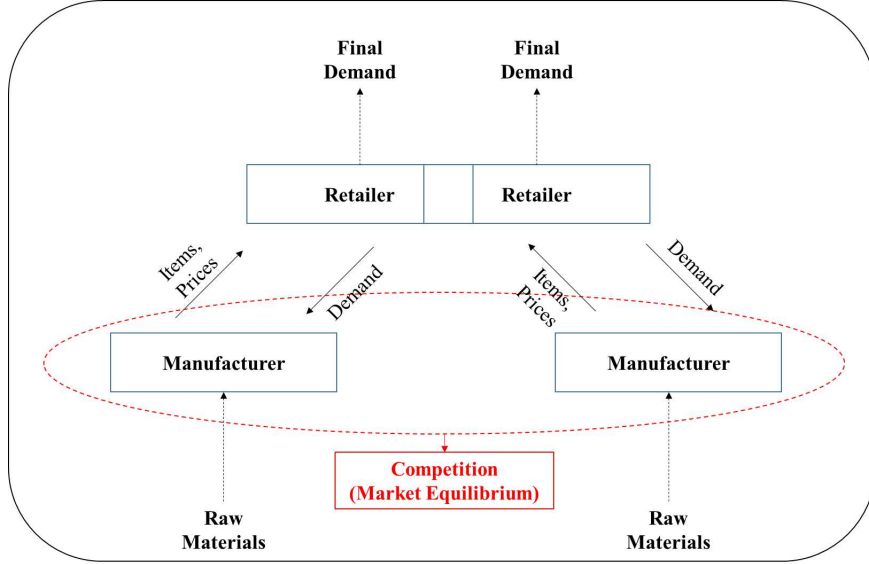 Final
Demand
Final
Demand
Retailer
Retailer
Items,
Prices
Demand
Items,
Prices
Demand
Manufacturer
Manufacturer
Competition
(Market Equilibrium)
Raw
Materials
Raw
Materials